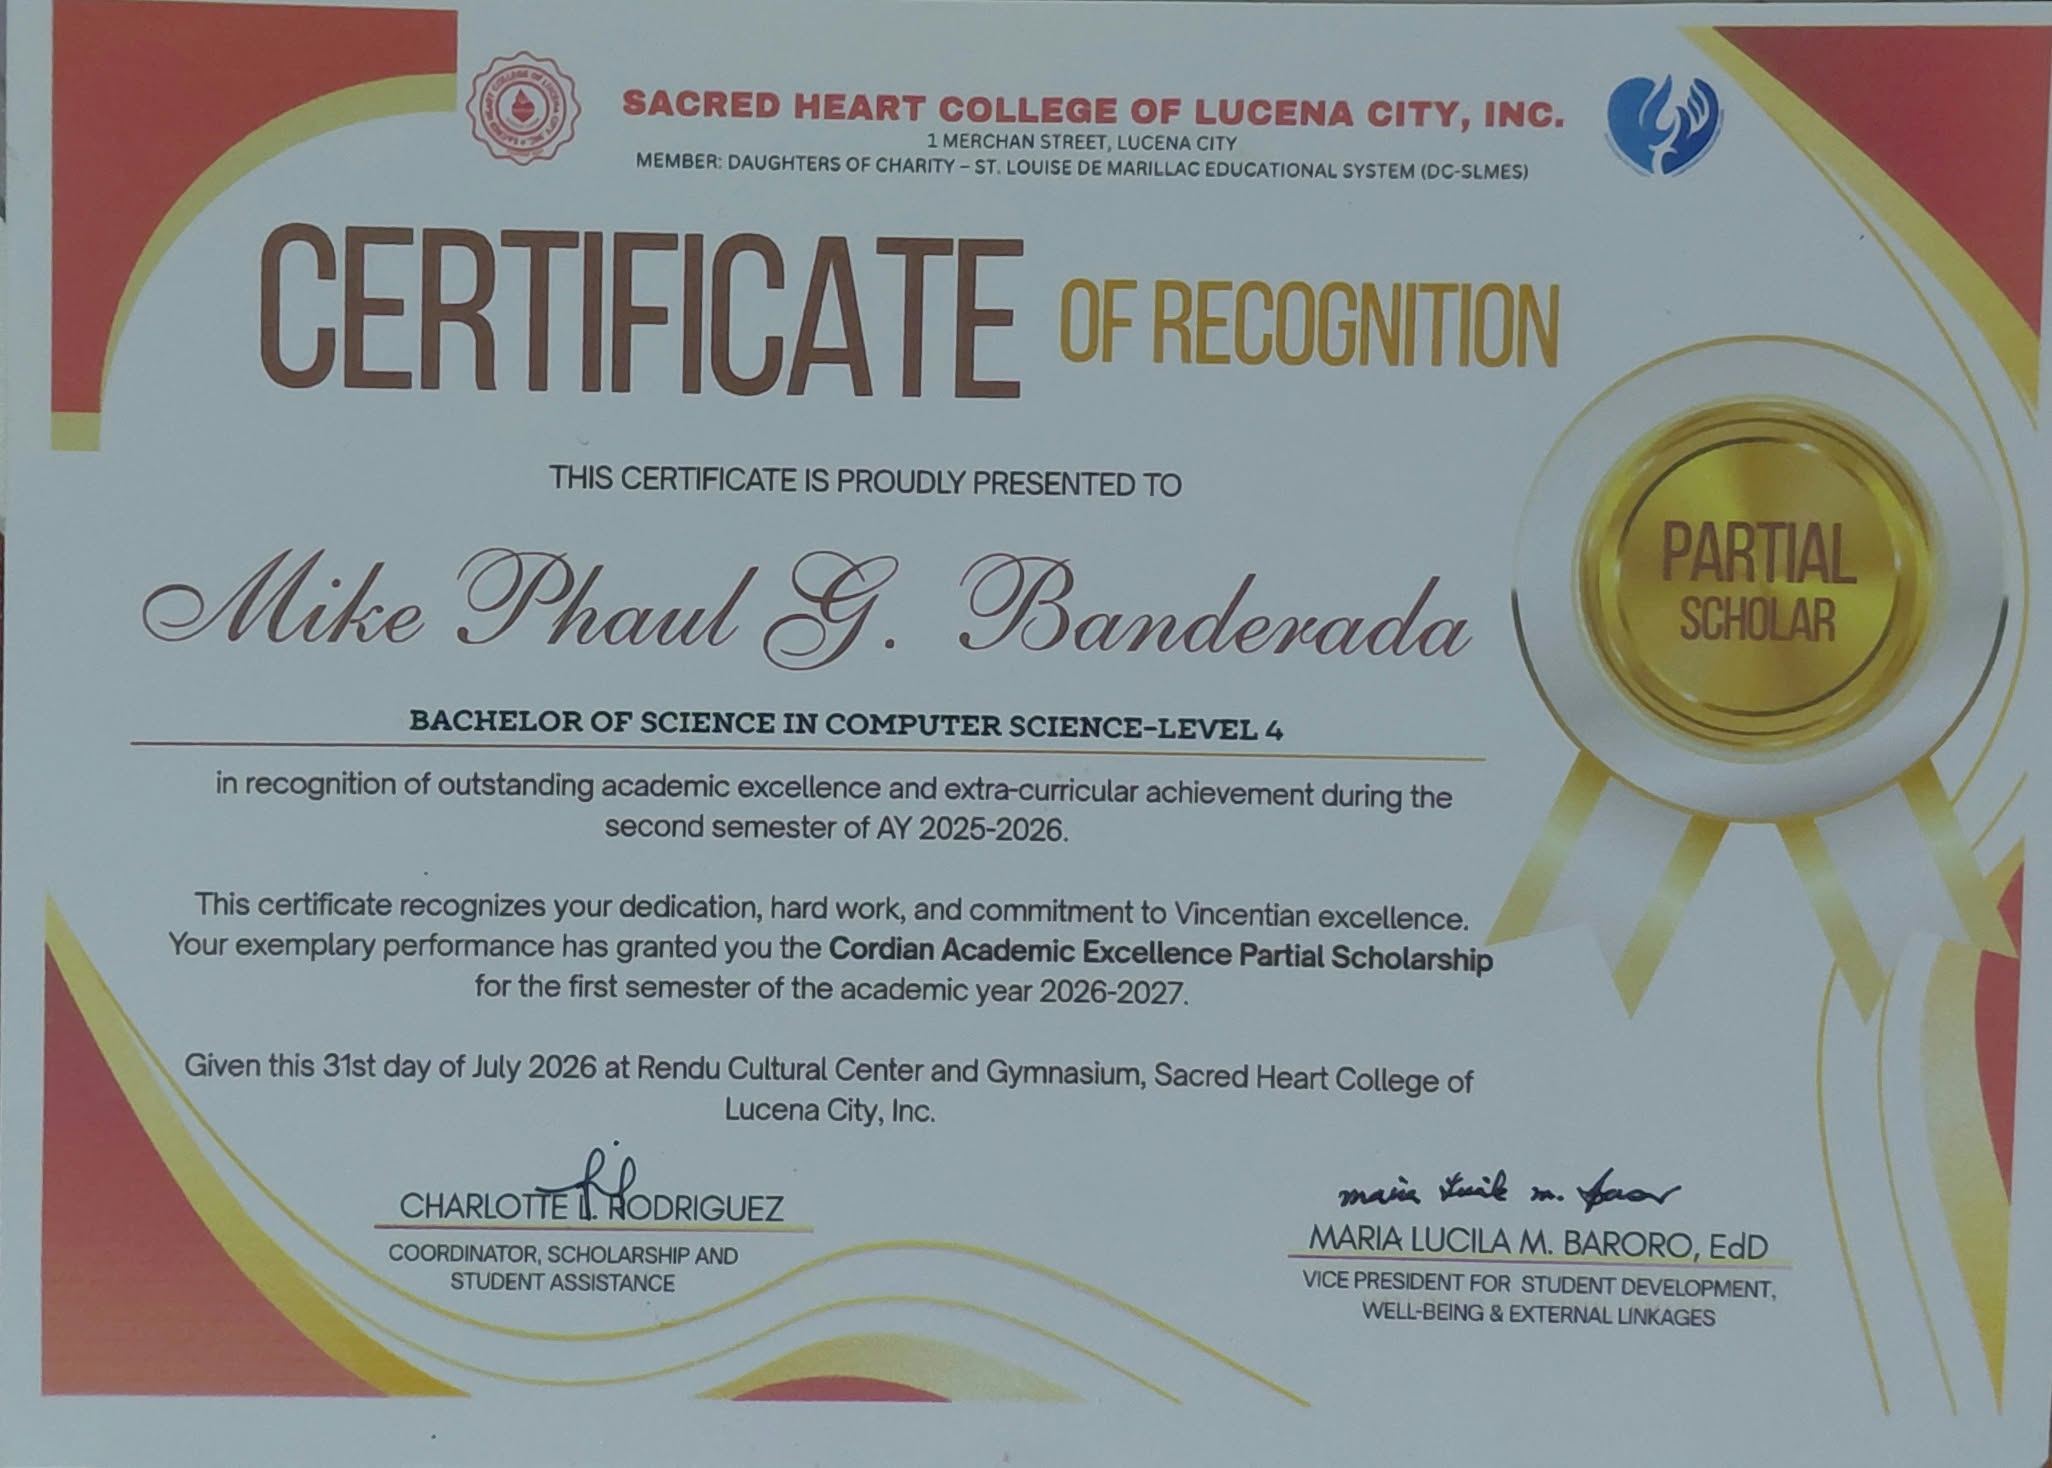 SACRED HEART COLLEGE OF LUCENA CITY, INC.
1 MERCHAN STREET, LUCENA CITY
MEMBER: DAUGHTERS OF CHARITY – ST. LOUISE DE MARILLAC EDUCATIONAL SYSTEM (DC-SLMES)
CERTIFICATE OF RECOGNITION
THIS CERTIFICATE IS PROUDLY PRESENTED TO
PARTIAL
SCHOLAR
Mike Phaul G. Banderada
BACHELOR OF SCIENCE IN COMPUTER SCIENCE-LEVEL 4
in recognition of outstanding academic excellence and extra-curricular achievement during the
second semester of AY 2025-2026.
This certificate recognizes your dedication, hard work, and commitment to Vincentian excellence.
Your exemplary performance has granted you the Cordian Academic Excellence Partial Scholarship
for the first semester of the academic year 2026-2027.
Given this 31st day of July 2026 at Rendu Cultural Center and Gymnasium, Sacred Heart College of
Lucena City, Inc.
CHARLOTTE L. RODRIGUEZ
COORDINATOR, SCHOLARSHIP AND
STUDENT ASSISTANCE
MARIA LUCILA M. BARORO, EdD
VICE PRESIDENT FOR STUDENT DEVELOPMENT,
WELL-BEING & EXTERNAL LINKAGES